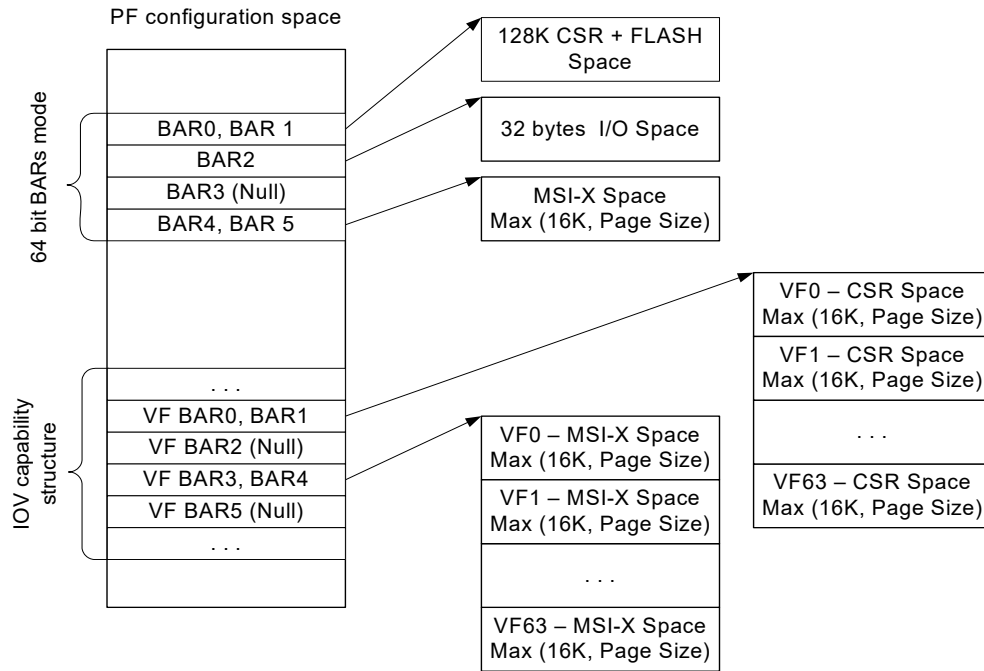 PF configuration space
64 bit BARs mode
BAR0, BAR 1
BAR2
BAR3 (Null)
BAR4, BAR 5
128K CSR + FLASH
Space
32 bytes  I/O Space
MSI-X Space
Max (16K, Page Size)
IOV capability
structure
. . .
VF BAR0, BAR1
VF BAR2 (Null)
VF BAR3, BAR4
VF BAR5 (Null)
. . .
VF0 – MSI-X Space
Max (16K, Page Size)
VF1 – MSI-X Space
Max (16K, Page Size)
. . .
VF63 – MSI-X Space
Max (16K, Page Size)
VF0 – CSR Space
Max (16K, Page Size)
VF1 – CSR Space
Max (16K, Page Size)
. . .
VF63 – CSR Space
Max (16K, Page Size)